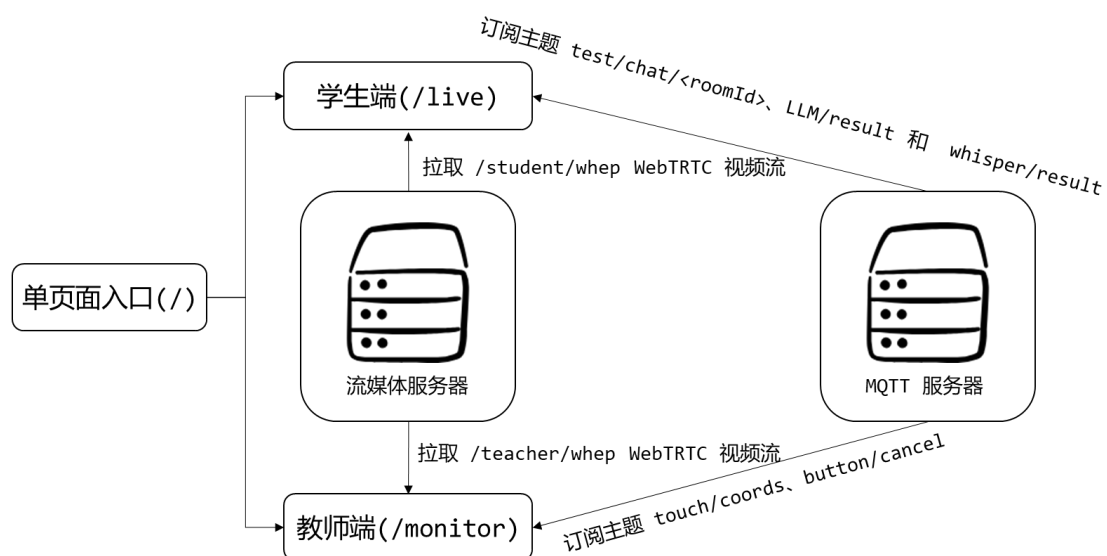 订阅主题 test/chat/<roomId>、LLM/result 和 whisper/result
学生端(/live)
拉取 /student/whep WebTRTC 视频流
单页面入口(/)
流媒体服务器
MQTT 服务器
拉取 /teacher/whep WebTRTC 视频流
订阅主题 touch/coords、button/cancel
教师端(/monitor)